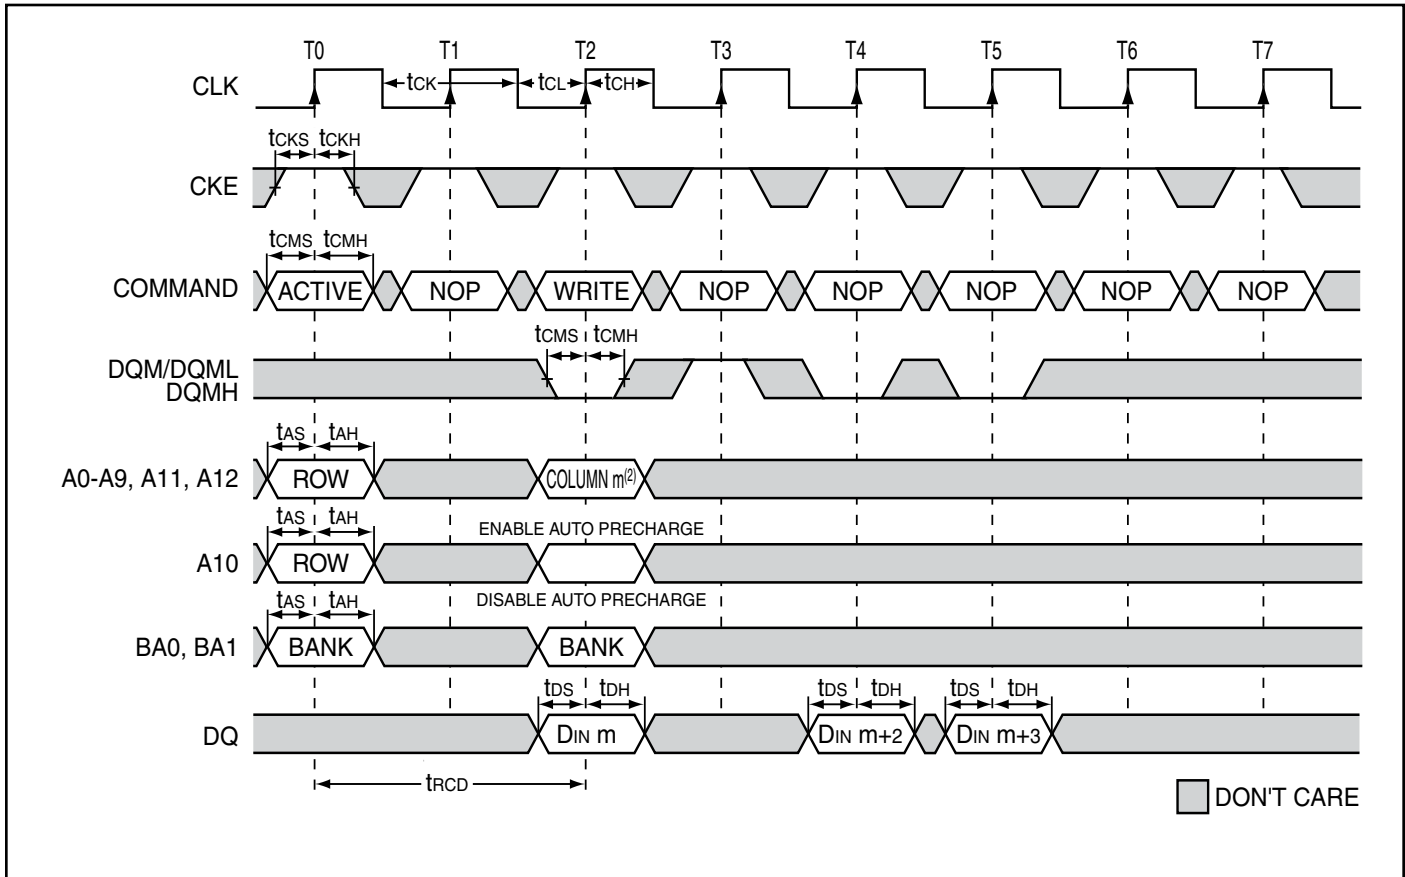 T0 T1 T2 T3 T4 T5 T6 T7
CLK tCK tCL tCH
tCKS tCKH
CKE
tCMS tCMH
COMMAND ACTIVE NOP WRITE NOP NOP NOP NOP NOP
tCMS tCMH
DQM/DQML
DQMH
tAS tAH
A0-A9, A11, A12 ROW COLUMN m(2)
tAS tAH ENABLE AUTO PRECHARGE
A10 ROW
tAS tAH DISABLE AUTO PRECHARGE
BA0, BA1 BANK BANK
tDS tDH tDS tDH tDS tDH
DQ DIN m DIN m+2 DIN m+3
tRCD
DON'T CARE